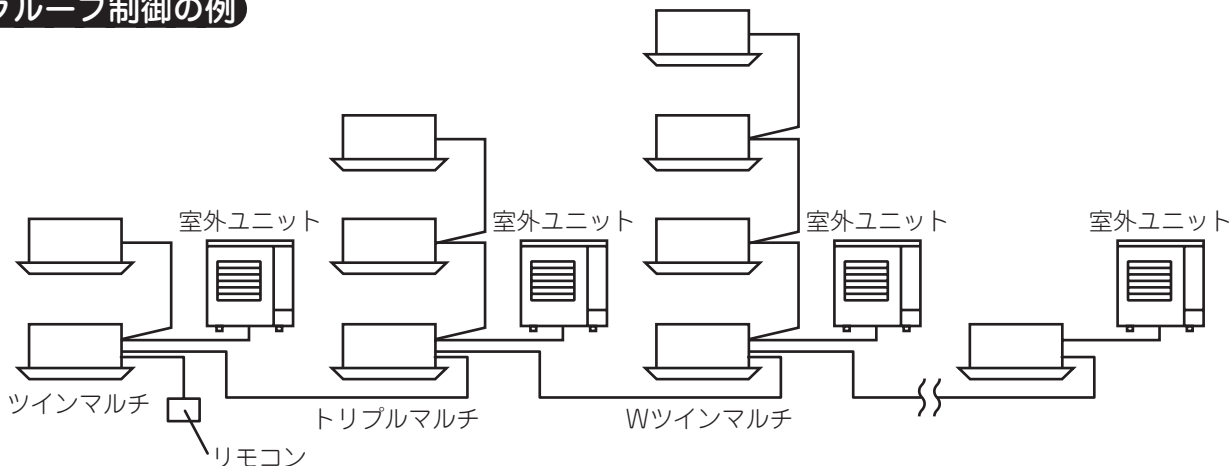 グループ制御の例
室外ユニット
室外ユニット
室外ユニット
室外ユニット
ツインマルチ
トリプルマルチ
Wツインマルチ
リモコン